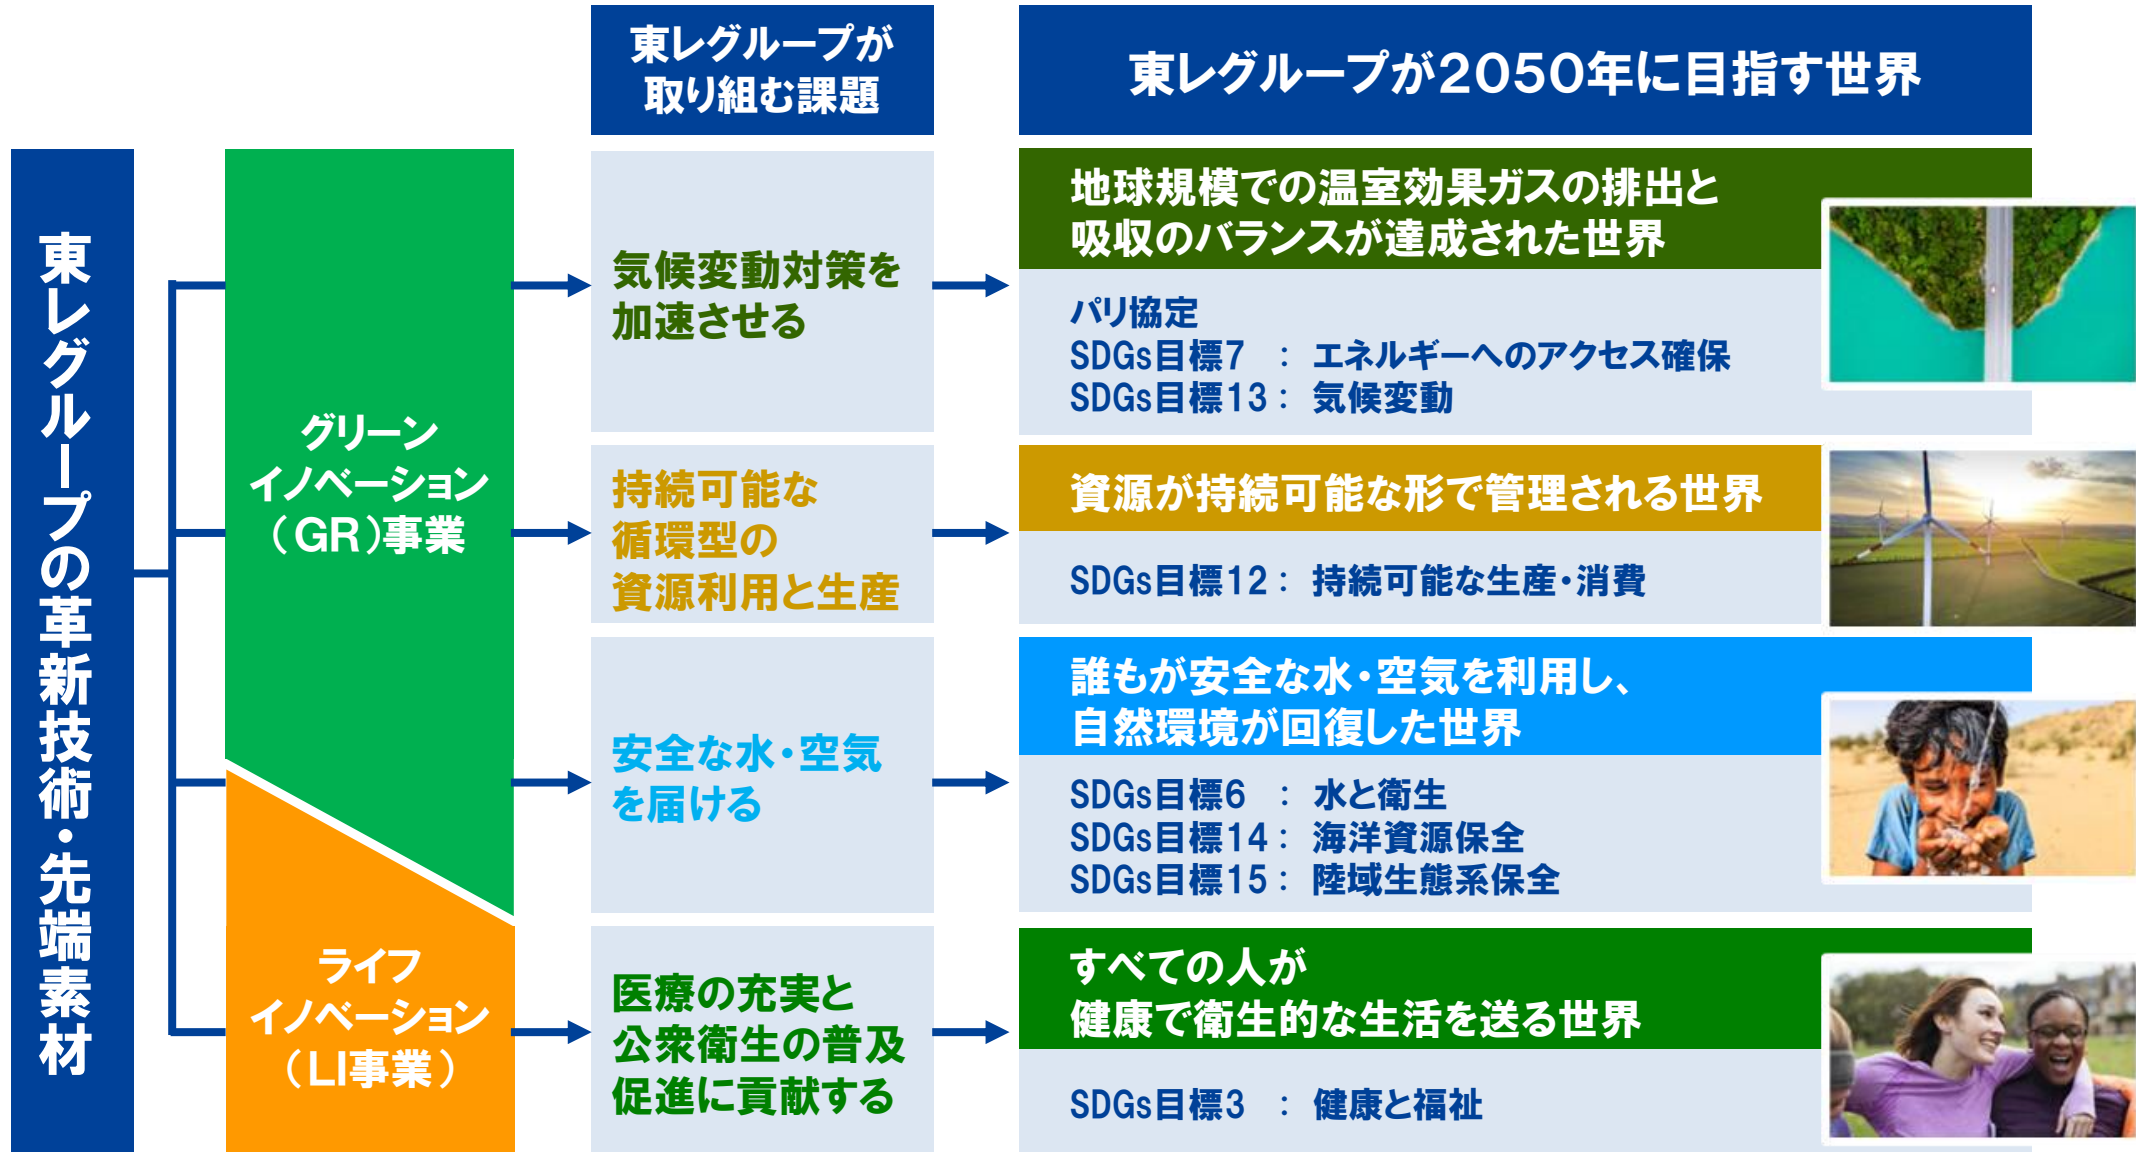 東レグループが
取り組む課題
東レグループが2050年に目指す世界
東レグループの革新技術・先端素材
グリーン
イノベーション
（GR）事業
ライフ
イノベーション
（LI事業）
気候変動対策を
加速させる
地球規模での温室効果ガスの排出と
吸収のバランスが達成された世界
パリ協定
SDGs目標7 ： エネルギーへのアクセス確保
SDGs目標13： 気候変動
持続可能な
循環型の
資源利用と生産
資源が持続可能な形で管理される世界
SDGs目標12： 持続可能な生産・消費
安全な水・空気
を届ける
誰もが安全な水・空気を利用し、
自然環境が回復した世界
SDGs目標6 ： 水と衛生
SDGs目標14： 海洋資源保全
SDGs目標15： 陸域生態系保全
医療の充実と
公衆衛生の普及
促進に貢献する
すべての人が
健康で衛生的な生活を送る世界
SDGs目標3 ： 健康と福祉